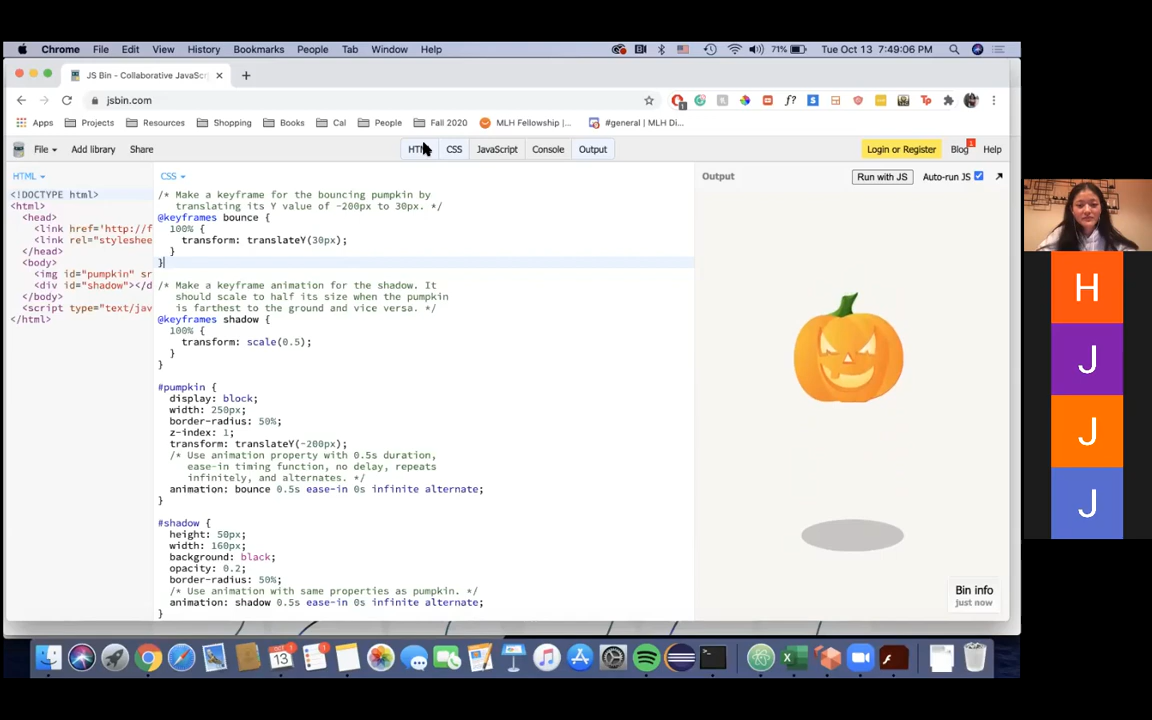 Chrome File Edit View History Bookmarks People Tab Window Help 71% Tue Oct 13 7:49:06 PM
JS Bin - Collaborative JavaScr
jsbin.com
Apps Projects Resources Shopping Books Cal People Fall 2020 MLH Fellowship |... #general | MLH Di...
File Add library Share HTML CSS JavaScript Console Output Login or Register Blog 1 Help
HTML
<!DOCTYPE html>
<html>
<head>
<link href='http://f
<link rel="styleshee
</head>
<body>
<img id="pumpkin" sr
<div id="shadow"></d
</body>
<script type="text/jav
</html>
CSS
/* Make a keyframe for the bouncing pumpkin by
translating its Y value of -200px to 30px. */
@keyframes bounce {
100% {
transform: translateY(30px);
}
}
/* Make a keyframe animation for the shadow. It
should scale to half its size when the pumpkin
is farthest to the ground and vice versa. */
@keyframes shadow {
100% {
transform: scale(0.5);
}
}
#pumpkin {
display: block;
width: 250px;
border-radius: 50%;
z-index: 1;
transform: translateY(-200px);
/* Use animation property with 0.5s duration,
ease-in timing function, no delay, repeats
infinitely, and alternates. */
animation: bounce 0.5s ease-in 0s infinite alternate;
}
#shadow {
height: 50px;
width: 160px;
background: black;
opacity: 0.2;
border-radius: 50%;
/* Use animation with same properties as pumpkin. */
animation: shadow 0.5s ease-in 0s infinite alternate;
}
Output Run with JS Auto-run JS
Bin info
just now
H
J
J
J